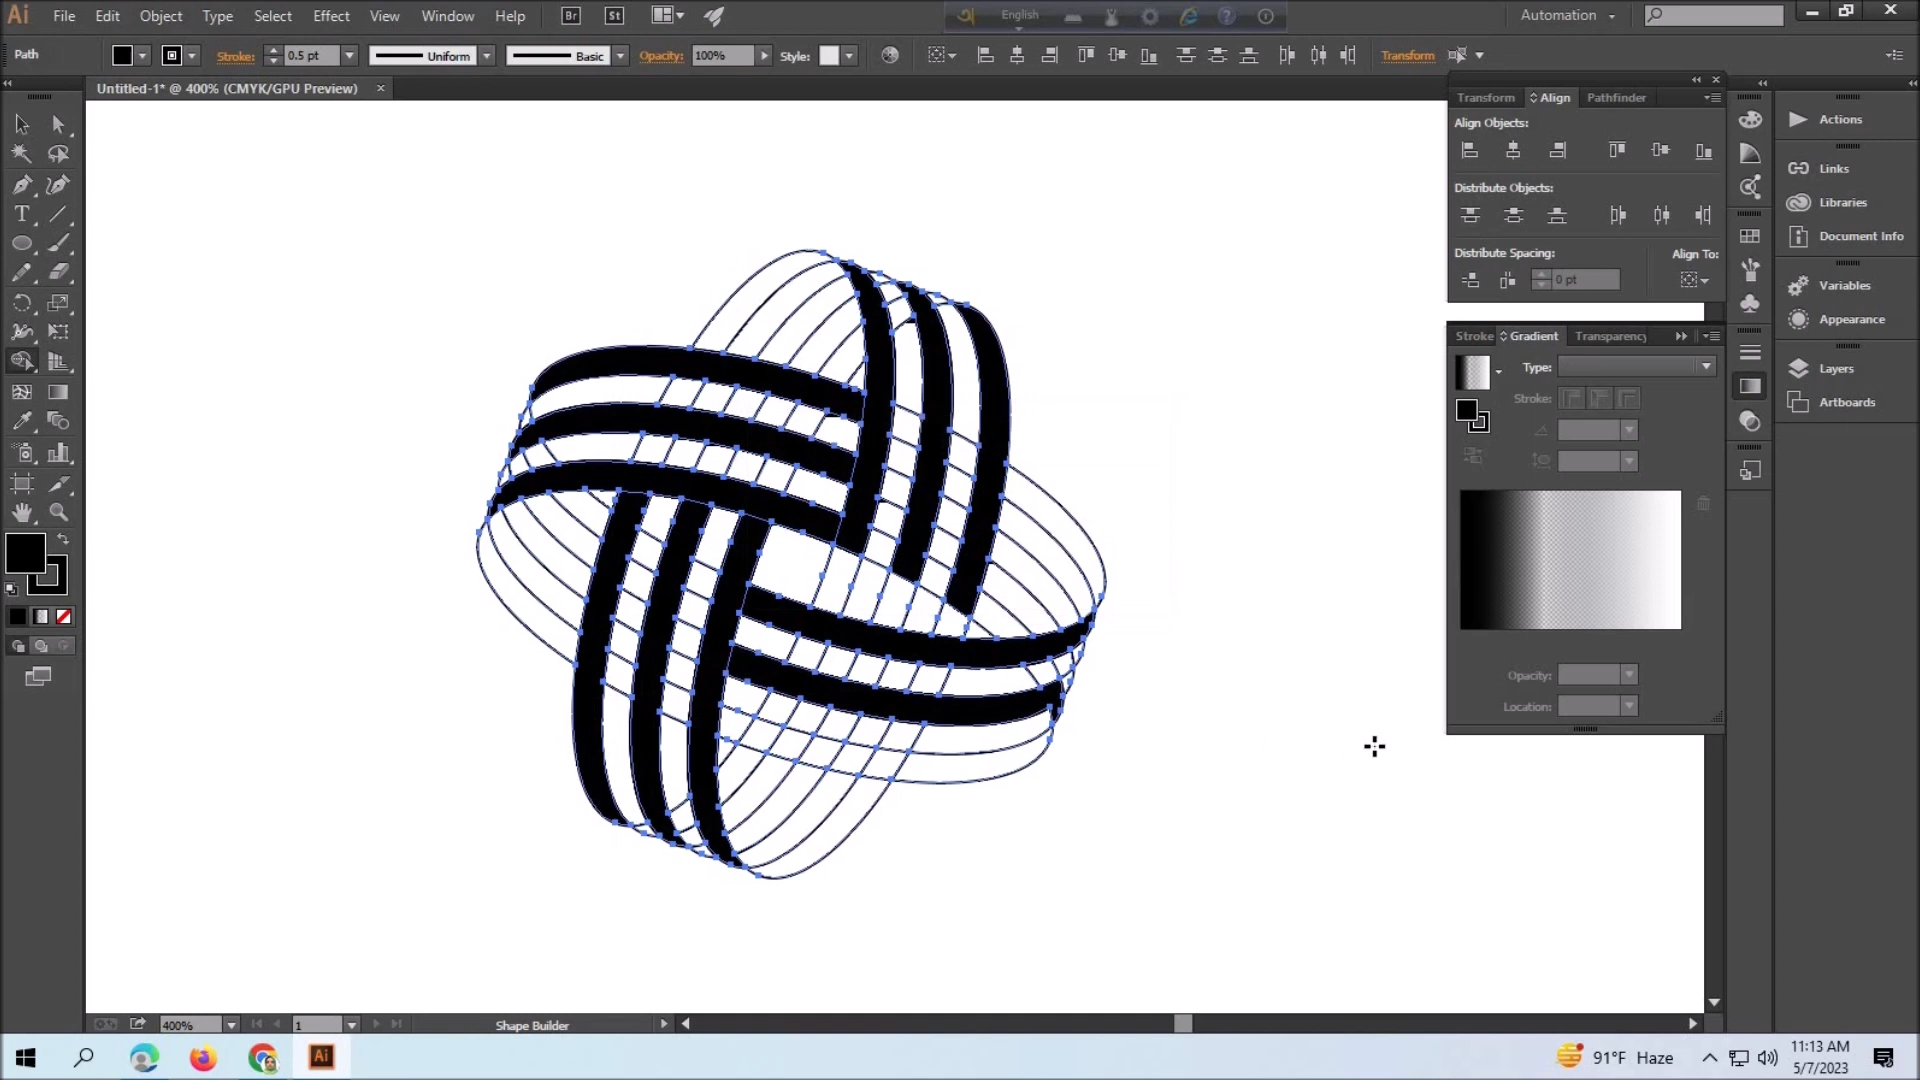 Ai File Edit Object Type Select Effect View Window Help Br St English Automation
Path Stroke: 0.5 pt Uniform Basic Opacity: 100% Style: Transform
Untitled-1* @ 400% (CMYK/GPU Preview)
Transform Align Pathfinder
Align Objects:
Distribute Objects:
Distribute Spacing: Align To:
0 pt
Stroke Gradient Transparency
Type:
Stroke:
Opacity:
Location:
Actions
Links
Libraries
Document Info
Variables
Appearance
Layers
Artboards
400% 1 Shape Builder
Ai 91°F Haze 11:13 AM
5/7/2023